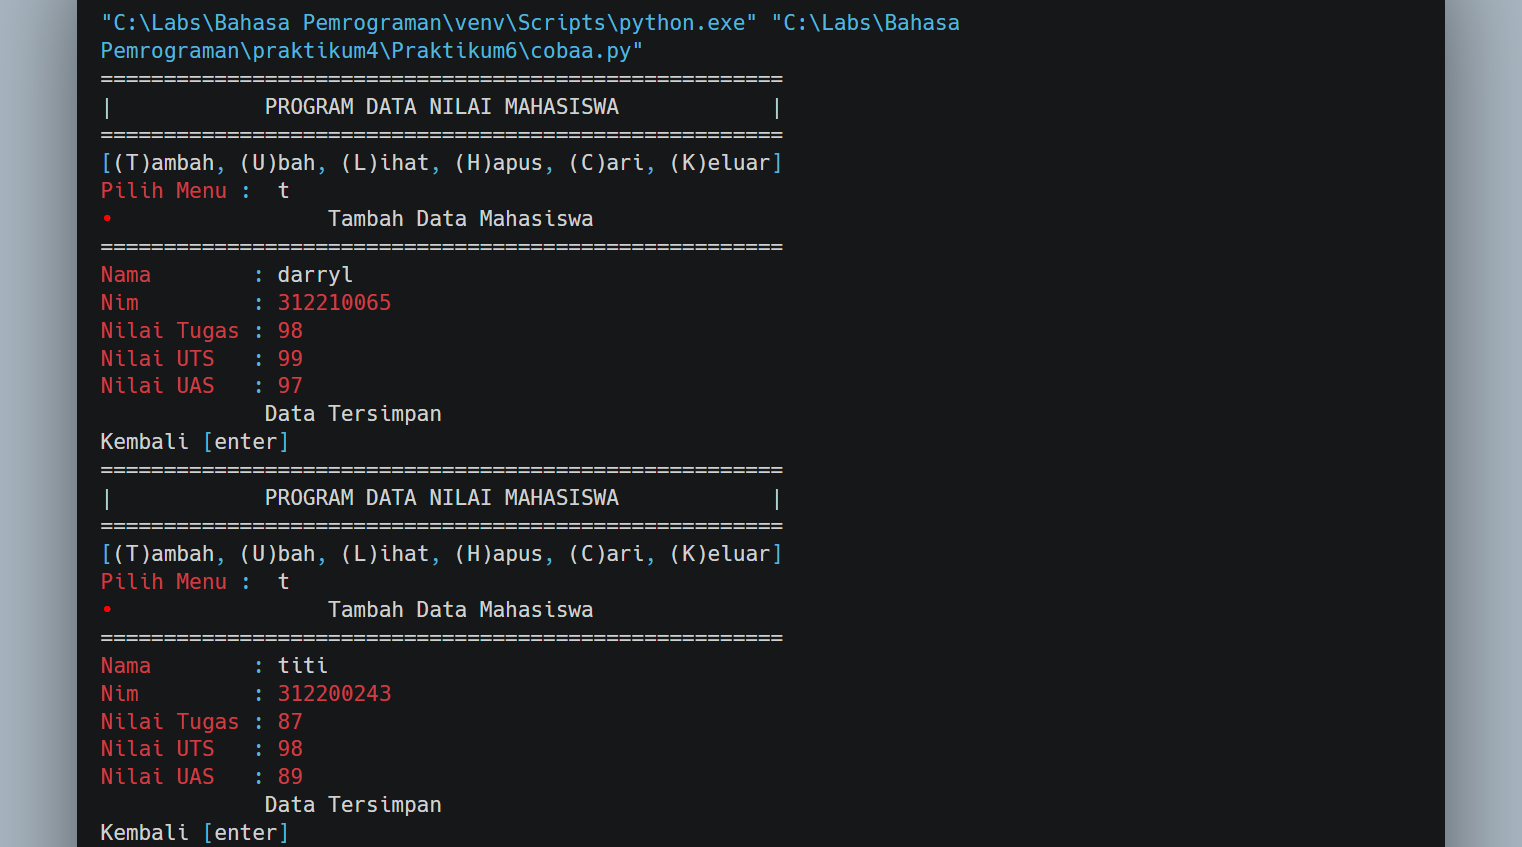 "C:\Labs\Bahasa Pemrograman\venv\Scripts\python.exe" "C:\Labs\Bahasa
Pemrograman\praktikum4\Praktikum6\cobaa.py"
======================================================
|            PROGRAM DATA NILAI MAHASISWA            |
======================================================
[(T)ambah, (U)bah, (L)ihat, (H)apus, (C)ari, (K)eluar]
Pilih Menu :  t
•                 Tambah Data Mahasiswa
======================================================
Nama        : darryl
Nim         : 312210065
Nilai Tugas : 98
Nilai UTS   : 99
Nilai UAS   : 97
             Data Tersimpan
Kembali [enter]
======================================================
|            PROGRAM DATA NILAI MAHASISWA            |
======================================================
[(T)ambah, (U)bah, (L)ihat, (H)apus, (C)ari, (K)eluar]
Pilih Menu :  t
•                 Tambah Data Mahasiswa
======================================================
Nama        : titi
Nim         : 312200243
Nilai Tugas : 87
Nilai UTS   : 98
Nilai UAS   : 89
             Data Tersimpan
Kembali [enter]